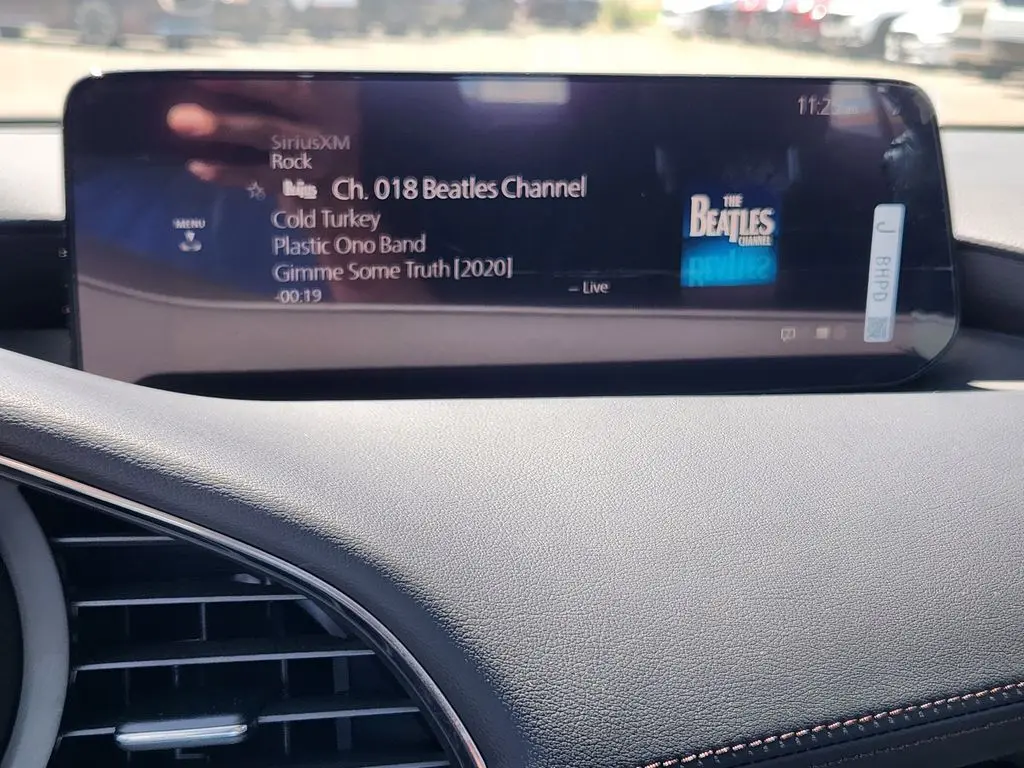 SiriusXM
Rock
Ch. 018 Beatles Channel
Cold Turkey
Plastic Ono Band
Gimme Some Truth [2020]
-00:19
– Live
MENU
THE
BEATLES
CHANNEL
J BHPD